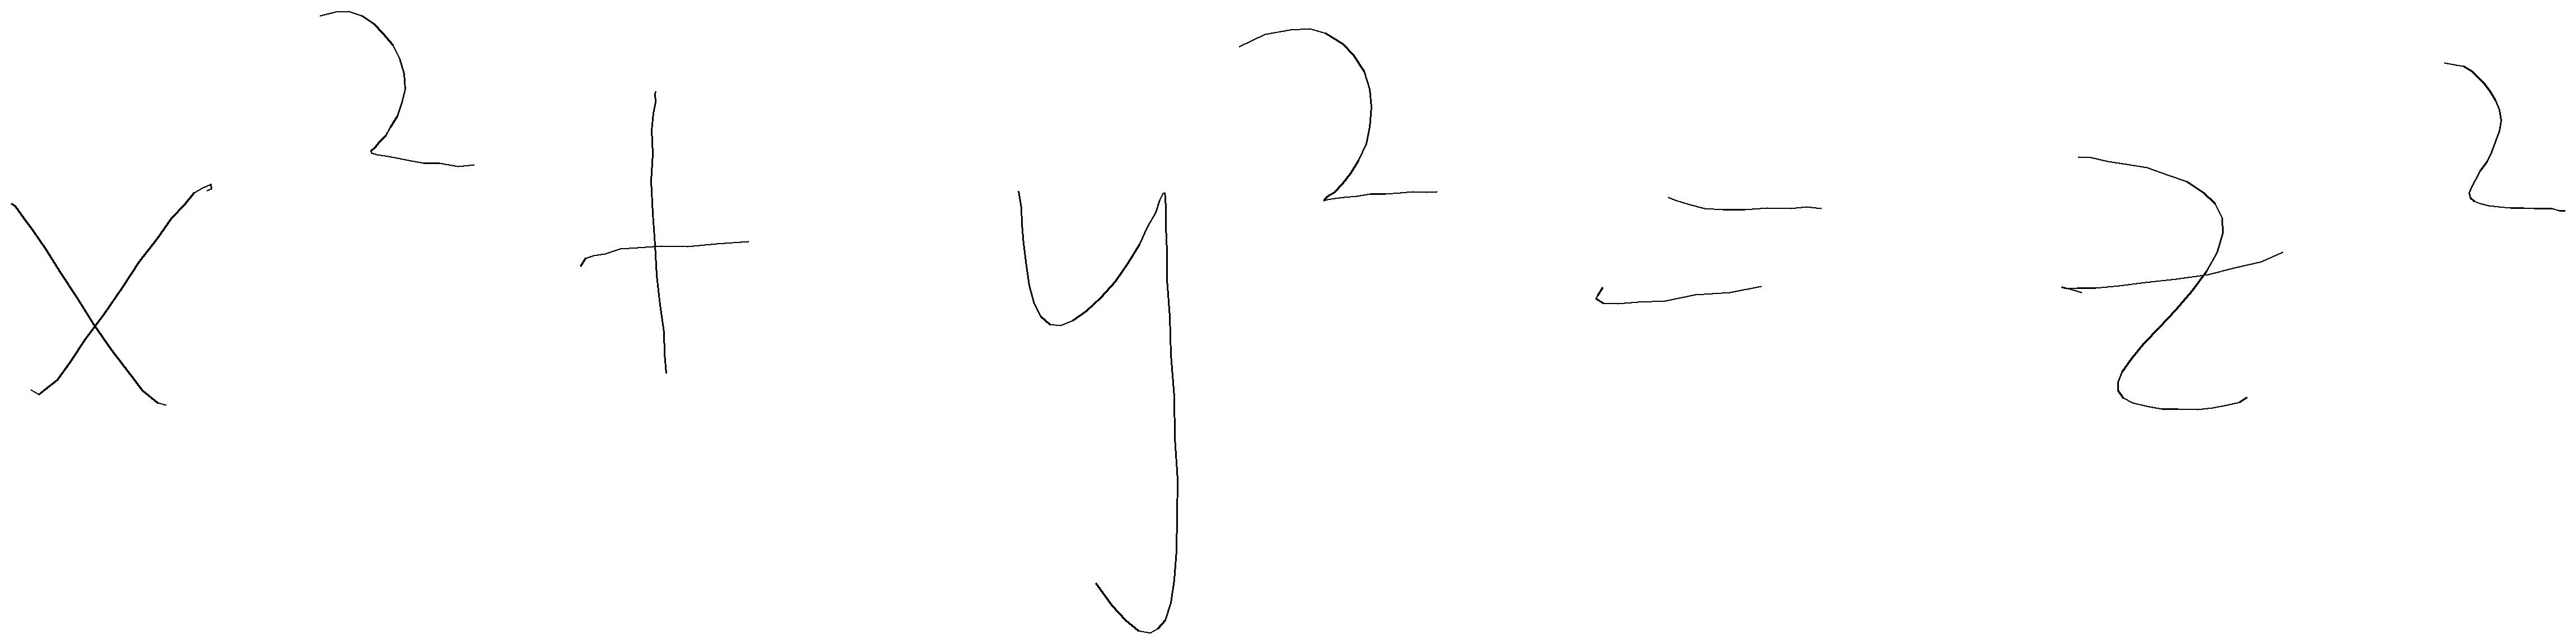 x² + y² = z²